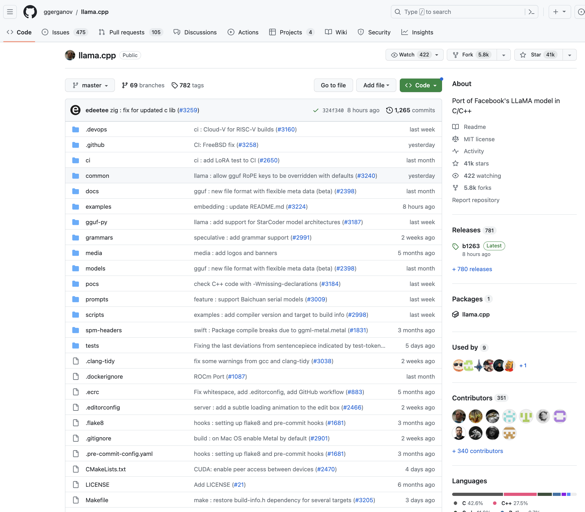 ggerganov / llama.cpp
Type / to search
Code Issues 475 Pull requests 105 Discussions Actions Projects 4 Wiki Security Insights
llama.cpp Public
Watch 422 Fork 5.8k Star 41k
master 69 branches 782 tags Go to file Add file Code
edeetee zig : fix for updated c lib (#3259) 324f340 8 hours ago 1,265 commits
.devops ci : Cloud-V for RISC-V builds (#3160) last week
.github CI: FreeBSD fix (#3258) yesterday
ci ci : add LoRA test to CI (#2650) last month
common llama : allow gguf RoPE keys to be overridden with defaults (#3240) yesterday
docs gguf : new file format with flexible meta data (beta) (#2398) last month
examples embedding : update README.md (#3224) 8 hours ago
gguf-py llama : add support for StarCoder model architectures (#3187) last week
grammars speculative : add grammar support (#2991) 2 weeks ago
media media : add logos and banners 5 months ago
models gguf : new file format with flexible meta data (beta) (#2398) last month
pocs check C++ code with -Wmissing-declarations (#3184) last week
prompts feature : support Baichuan serial models (#3009) last week
scripts examples : add compiler version and target to build info (#2998) last week
spm-headers swift : Package compile breaks due to ggml-metal.metal (#1831) 3 months ago
tests Fixing the last deviations from sentencepiece indicated by test-token… 5 days ago
.clang-tidy fix some warnings from gcc and clang-tidy (#3038) 2 weeks ago
.dockerignore ROCm Port (#1087) last month
.ecrc Fix whitespace, add .editorconfig, add GitHub workflow (#883) 5 months ago
.editorconfig server : add a subtle loading animation to the edit box (#2466) 2 weeks ago
.flake8 hooks : setting up flake8 and pre-commit hooks (#1681) 3 months ago
.gitignore build : on Mac OS enable Metal by default (#2901) 2 weeks ago
.pre-commit-config.yaml hooks : setting up flake8 and pre-commit hooks (#1681) 3 months ago
CMakeLists.txt CUDA: enable peer access between devices (#2470) 4 days ago
LICENSE Add LICENSE (#21) 6 months ago
Makefile make : restore build-info.h dependency for several targets (#3205) 3 days ago
About
Port of Facebook's LLaMA model in
C/C++
Readme
MIT license
Activity
41k stars
422 watching
5.8k forks
Report repository
Releases 781
b1263 Latest
8 hours ago
+ 780 releases
Packages 1
llama.cpp
Used by 9
+ 1
Contributors 351
+ 340 contributors
Languages
C 42.6% C++ 27.5%